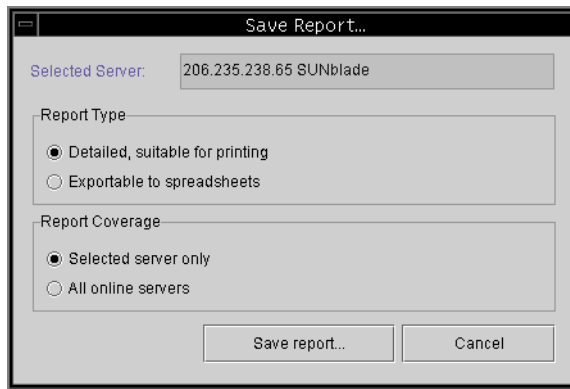 Save Report...
Selected Server: 206.235.238.65 SUNblade
Report Type
Detailed, suitable for printing
Exportable to spreadsheets
Report Coverage
Selected server only
All online servers
Save report... Cancel